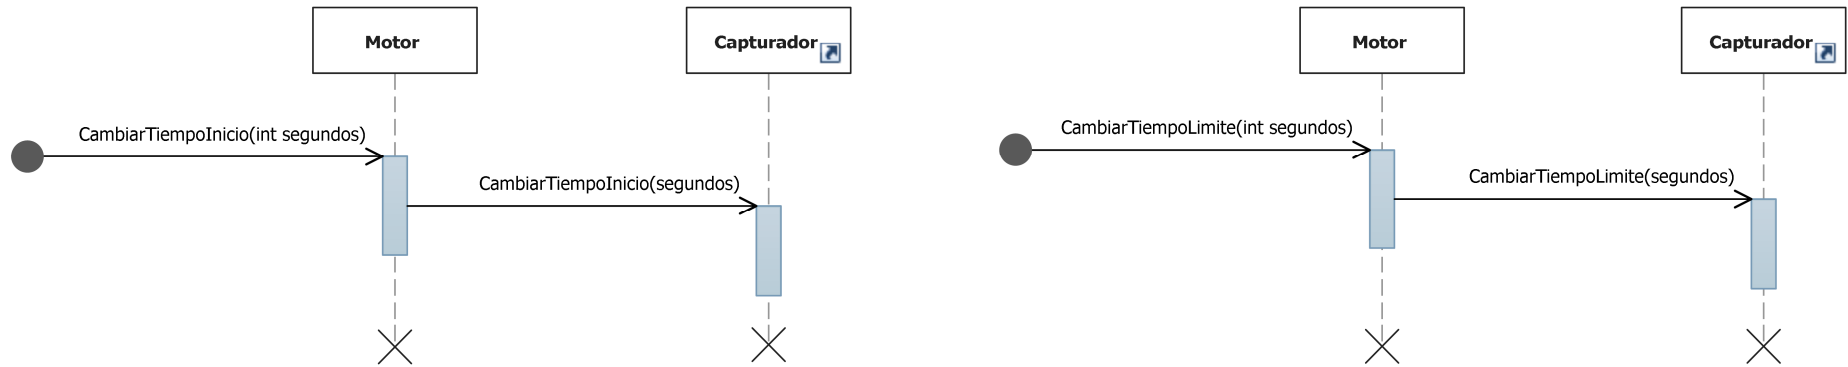 Motor
Capturador
CambiarTiempoInicio(int segundos)
CambiarTiempoInicio(segundos)
Motor
Capturador
CambiarTiempoLimite(int segundos)
CambiarTiempoLimite(segundos)